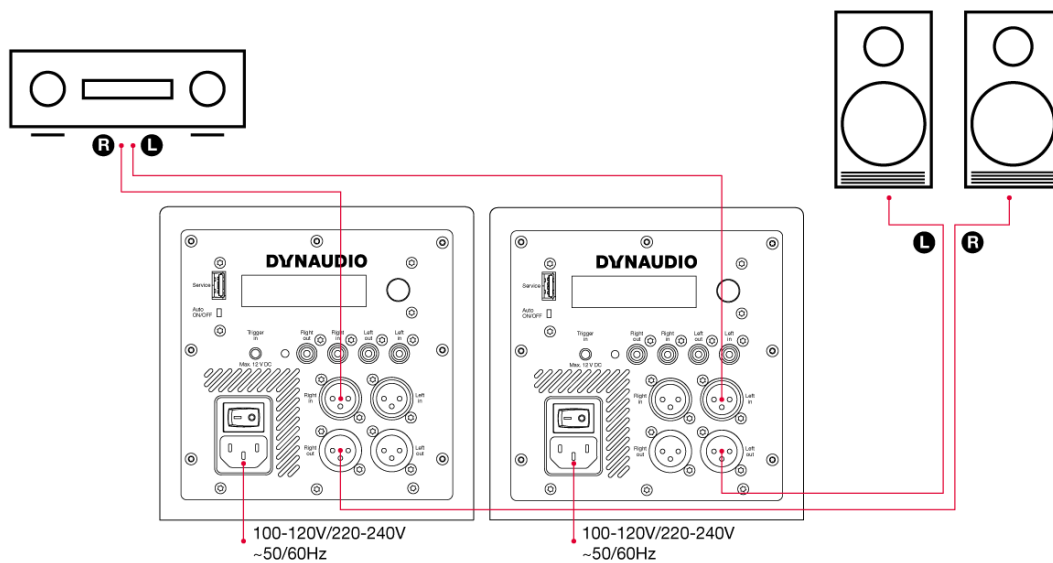 R L
L R
DYNAUDIO
Service
Auto
ON/OFF
Trigger
in
Max. 12 V DC
Right
out
Right
in
Left
out
Left
in
Right
in
Left
in
Right
out
Left
out
100-120V/220-240V
~50/60Hz
DYNAUDIO
Service
Auto
ON/OFF
Trigger
in
Max. 12 V DC
Right
out
Right
in
Left
out
Left
in
Right
in
Left
in
Right
out
Left
out
100-120V/220-240V
~50/60Hz